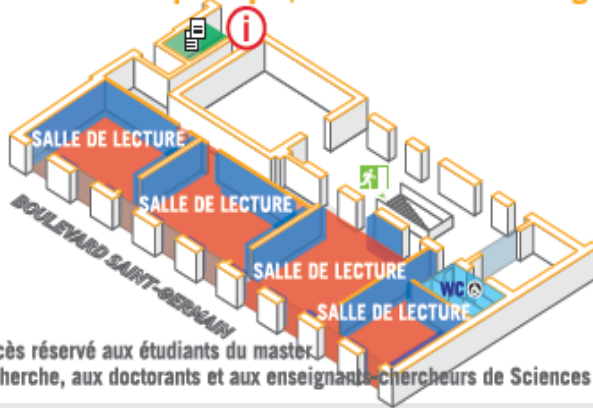 i
SALLE DE LECTURE
SALLE DE LECTURE
SALLE DE LECTURE
WC
SALLE DE LECTURE
BOULEVARD SAINT-GERMAIN
cès réservé aux étudiants du master
herche, aux doctorants et aux enseignants-chercheurs de Sciences